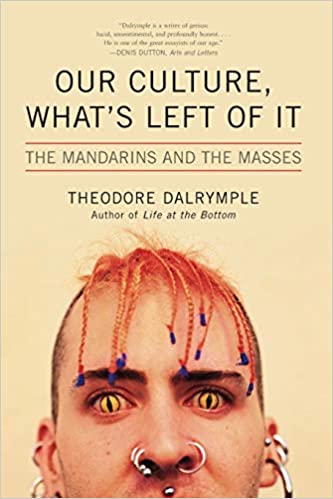 "Dalrymple is a writer of genius:
lucid, unsentimental, and profoundly honest. . . .
He is one of the great essayists of our age."
—DENIS DUTTON, Arts and Letters
OUR CULTURE,
WHAT'S LEFT OF IT
THE MANDARINS AND THE MASSES
THEODORE DALRYMPLE
Author of Life at the Bottom